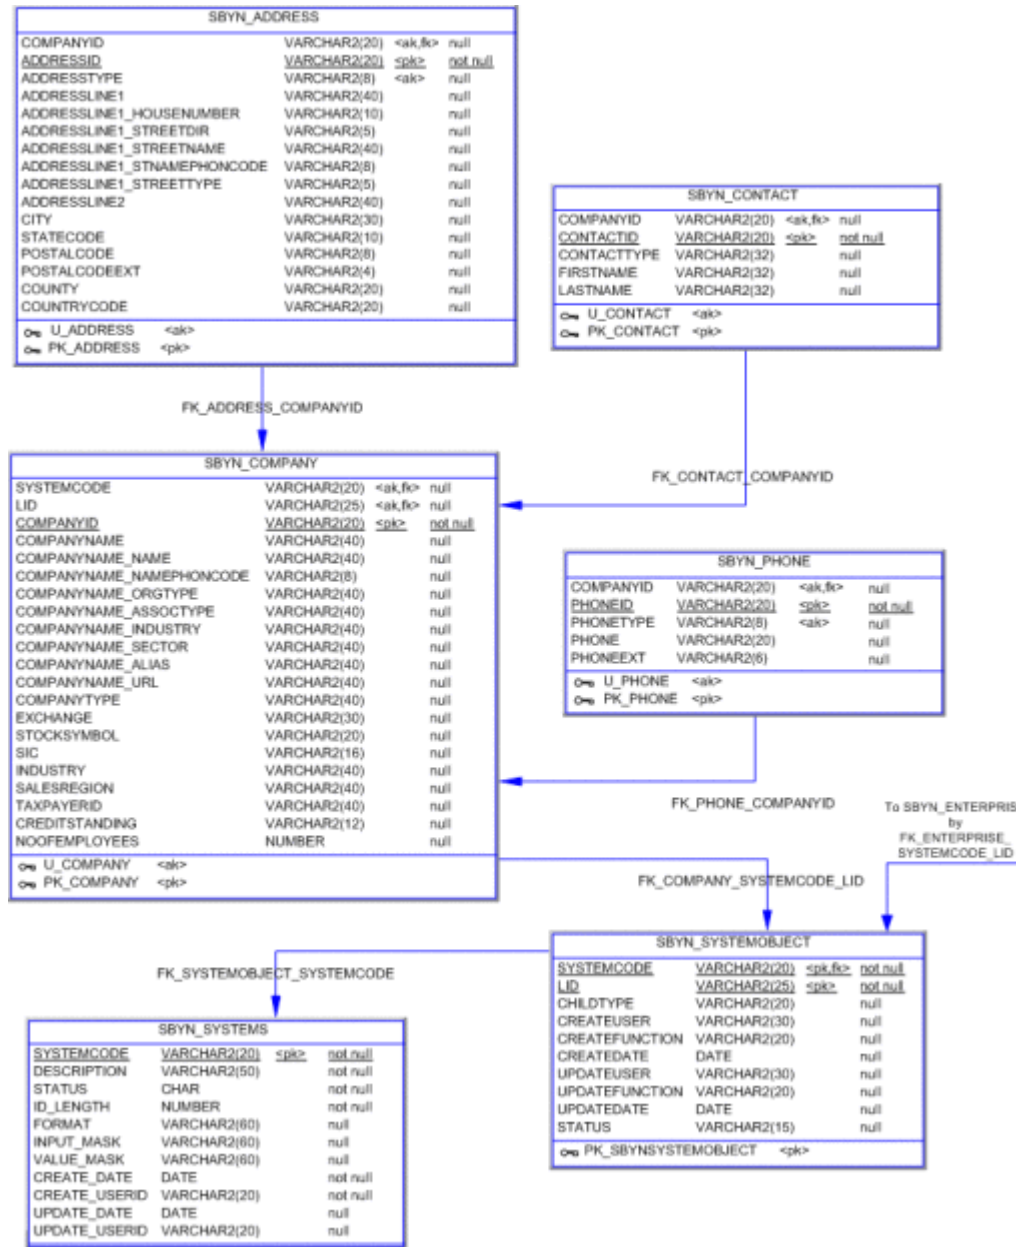 SBYN_ADDRESS
COMPANYID VARCHAR2(20) <ak,fk> null
ADDRESSID VARCHAR2(20) <pk> not null
ADDRESSTYPE VARCHAR2(8) <ak> null
ADDRESSLINE1 VARCHAR2(40) null
ADDRESSLINE1_HOUSENUMBER VARCHAR2(10) null
ADDRESSLINE1_STREETDIR VARCHAR2(5) null
ADDRESSLINE1_STREETNAME VARCHAR2(40) null
ADDRESSLINE1_STNAMEPHONCODE VARCHAR2(8) null
ADDRESSLINE1_STREETTYPE VARCHAR2(5) null
ADDRESSLINE2 VARCHAR2(40) null
CITY VARCHAR2(30) null
STATECODE VARCHAR2(10) null
POSTALCODE VARCHAR2(8) null
POSTALCODEEXT VARCHAR2(4) null
COUNTY VARCHAR2(20) null
COUNTRYCODE VARCHAR2(20) null
U_ADDRESS <ak>
PK_ADDRESS <pk>
SBYN_CONTACT
COMPANYID VARCHAR2(20) <ak,fk> null
CONTACTID VARCHAR2(20) <pk> not null
CONTACTTYPE VARCHAR2(32) null
FIRSTNAME VARCHAR2(32) null
LASTNAME VARCHAR2(32) null
U_CONTACT <ak>
PK_CONTACT <pk>
FK_ADDRESS_COMPANYID
FK_CONTACT_COMPANYID
SBYN_COMPANY
SYSTEMCODE VARCHAR2(20) <ak,fk> null
LID VARCHAR2(25) <ak,fk> null
COMPANYID VARCHAR2(20) <pk> not null
COMPANYNAME VARCHAR2(40) null
COMPANYNAME_NAME VARCHAR2(40) null
COMPANYNAME_NAMEPHONCODE VARCHAR2(8) null
COMPANYNAME_ORGTYPE VARCHAR2(40) null
COMPANYNAME_ASSOCTYPE VARCHAR2(40) null
COMPANYNAME_INDUSTRY VARCHAR2(40) null
COMPANYNAME_SECTOR VARCHAR2(40) null
COMPANYNAME_ALIAS VARCHAR2(40) null
COMPANYNAME_URL VARCHAR2(40) null
COMPANYTYPE VARCHAR2(40) null
EXCHANGE VARCHAR2(30) null
STOCKSYMBOL VARCHAR2(20) null
SIC VARCHAR2(16) null
INDUSTRY VARCHAR2(40) null
SALESREGION VARCHAR2(40) null
TAXPAYERID VARCHAR2(40) null
CREDITSTANDING VARCHAR2(12) null
NOOFEMPLOYEES NUMBER null
U_COMPANY <ak>
PK_COMPANY <pk>
SBYN_PHONE
COMPANYID VARCHAR2(20) <ak,fk> null
PHONEID VARCHAR2(20) <pk> not null
PHONETYPE VARCHAR2(8) <ak> null
PHONE VARCHAR2(20) null
PHONEEXT VARCHAR2(6) null
U_PHONE <ak>
PK_PHONE <pk>
FK_PHONE_COMPANYID
To SBYN_ENTERPRIS
by
FK_ENTERPRISE_
SYSTEMCODE_LID
FK_COMPANY_SYSTEMCODE_LID
SBYN_SYSTEMOBJECT
SYSTEMCODE VARCHAR2(20) <pk,fk> not null
LID VARCHAR2(25) <pk> not null
CHILDTYPE VARCHAR2(20) null
CREATEUSER VARCHAR2(30) null
CREATEFUNCTION VARCHAR2(20) null
CREATEDATE DATE null
UPDATEUSER VARCHAR2(30) null
UPDATEFUNCTION VARCHAR2(20) null
UPDATEDATE DATE null
STATUS VARCHAR2(15) null
PK_SBYNSYSTEMOBJECT <pk>
FK_SYSTEMOBJECT_SYSTEMCODE
SBYN_SYSTEMS
SYSTEMCODE VARCHAR2(20) <pk> not null
DESCRIPTION VARCHAR2(50) not null
STATUS CHAR not null
ID_LENGTH NUMBER not null
FORMAT VARCHAR2(60) null
INPUT_MASK VARCHAR2(60) null
VALUE_MASK VARCHAR2(60) null
CREATE_DATE DATE not null
CREATE_USERID VARCHAR2(20) not null
UPDATE_DATE DATE null
UPDATE_USERID VARCHAR2(20) null